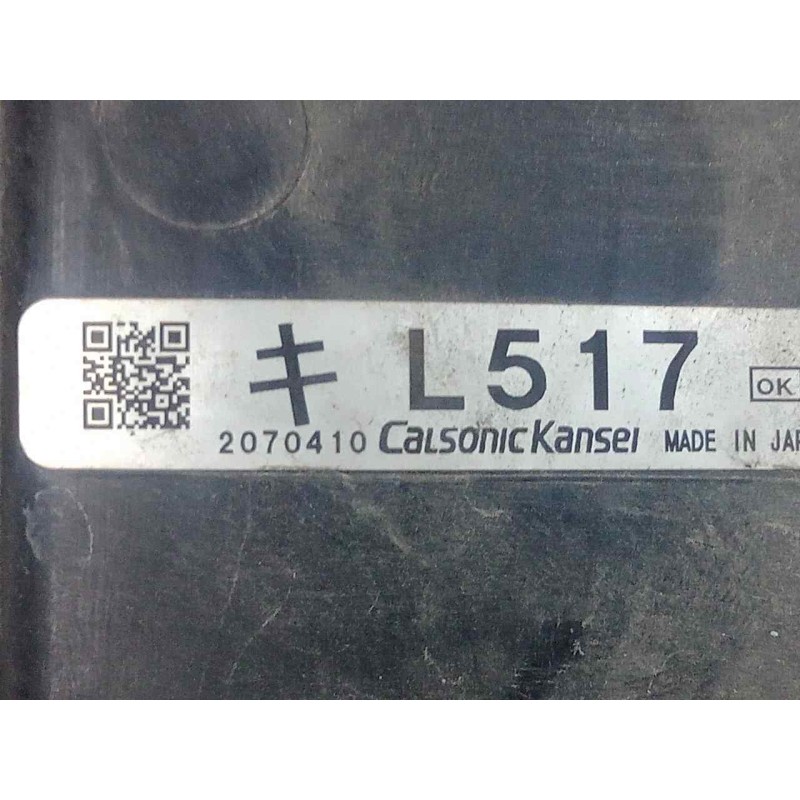 キ L517 OK
2070410 CalsonicKansei MADE IN JAP